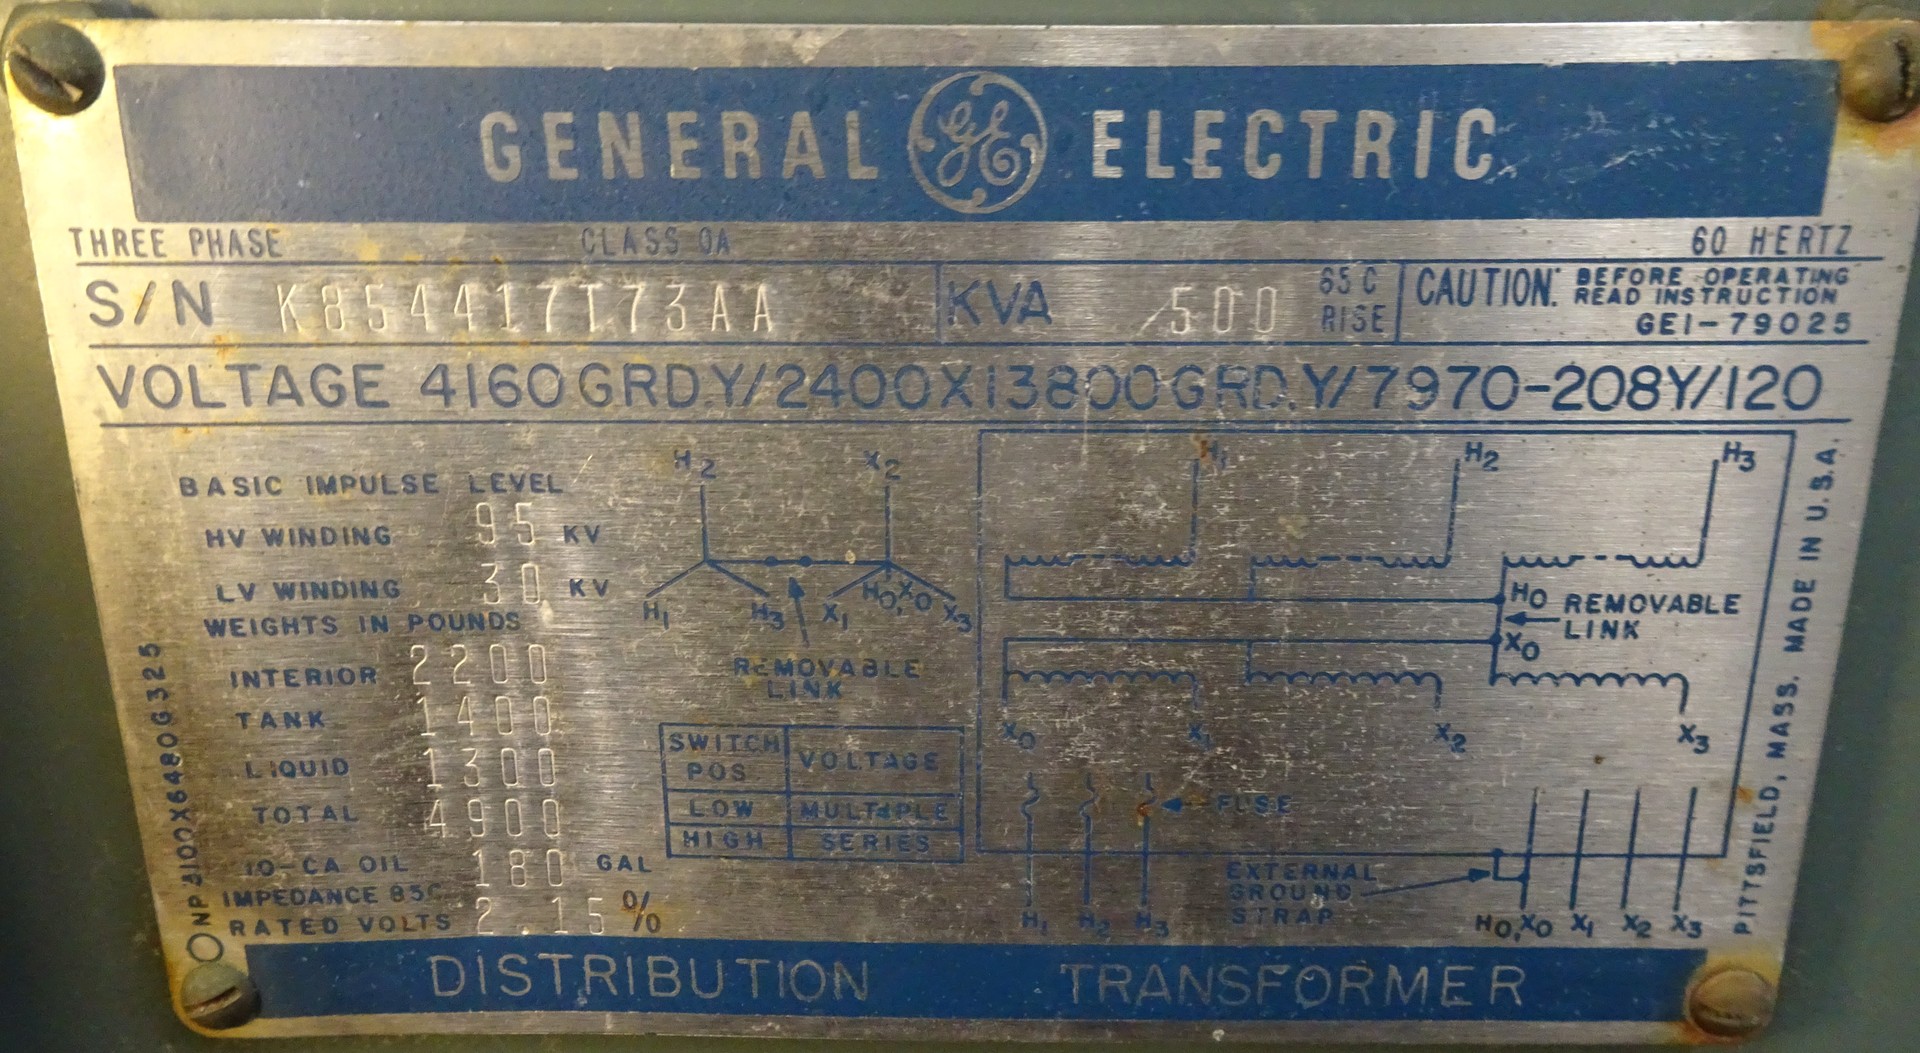 GENERAL GE ELECTRIC
THREE PHASE CLASS OA 60 HERTZ
S/N K854417T73AA KVA 500 65 C RISE
CAUTION: BEFORE OPERATING
READ INSTRUCTION
GEI-79025
VOLTAGE 4160GRD.Y/2400X13800GRD.Y/7970-208Y/120
BASIC IMPULSE LEVEL
HV WINDING 95 KV
LV WINDING 30 KV
WEIGHTS IN POUNDS
INTERIOR 2200
TANK 1400
LIQUID 1300
TOTAL 4900
10-CA OIL 180 GAL
IMPEDANCE 85C
RATED VOLTS 2.15%
NP3100X6480G325
H2 X2
H1 H3 X1 H0,X0 X3
REMOVABLE
LINK
SWITCH POS VOLTAGE
LOW MULTIPLE
HIGH SERIES
H1 H2 H3
H0 REMOVABLE
LINK
X0
X0 X1 X2 X3
FUSE
EXTERNAL
GROUND
STRAP
H1 H2 H3 H0,X0 X1 X2 X3
PITTSFIELD, MASS. MADE IN U.S.A.
DISTRIBUTION TRANSFORMER